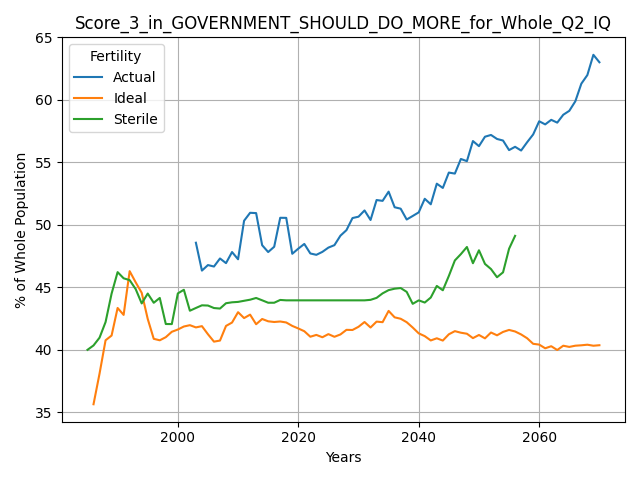 Score_3_in_GOVERNMENT_SHOULD_DO_MORE_for_Whole_Q2_IQ
65
60
55
50
45
40
35
% of Whole Population
Fertility
Actual
Ideal
Sterile
2000
2020
2040
2060
Years